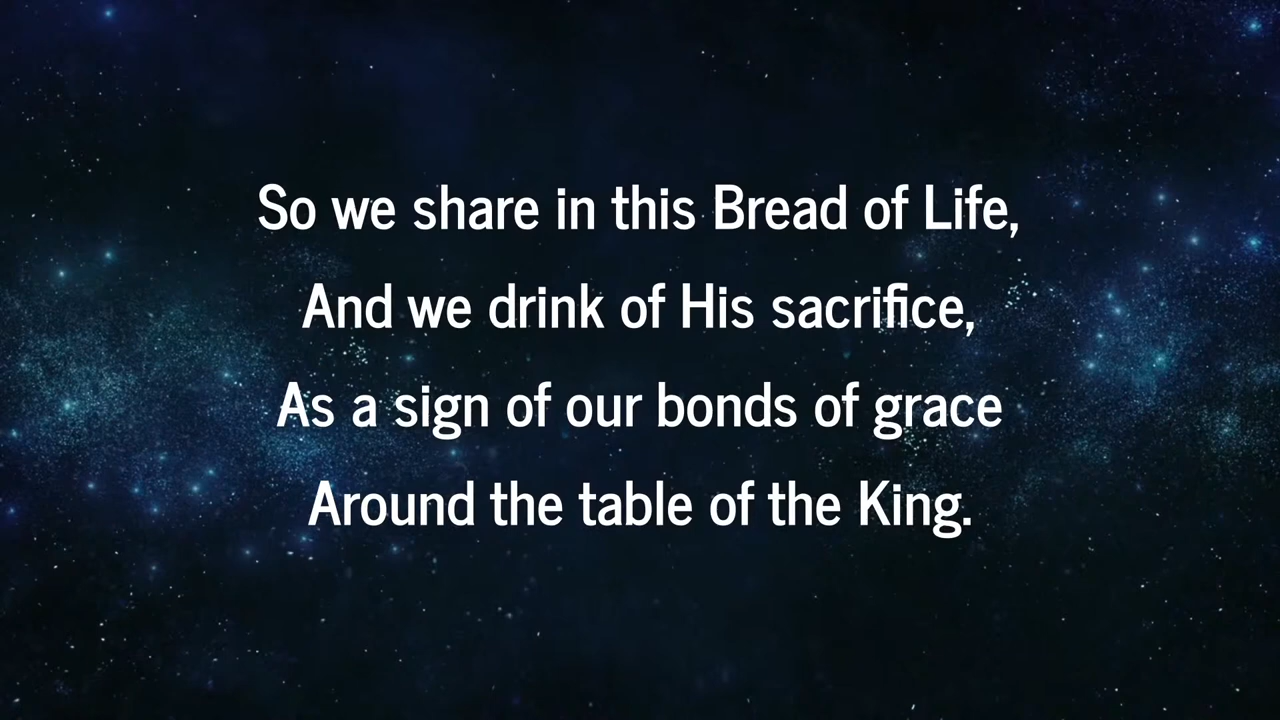 So we share in this Bread of Life,
And we drink of His sacrifice,
As a sign of our bonds of grace
Around the table of the King.